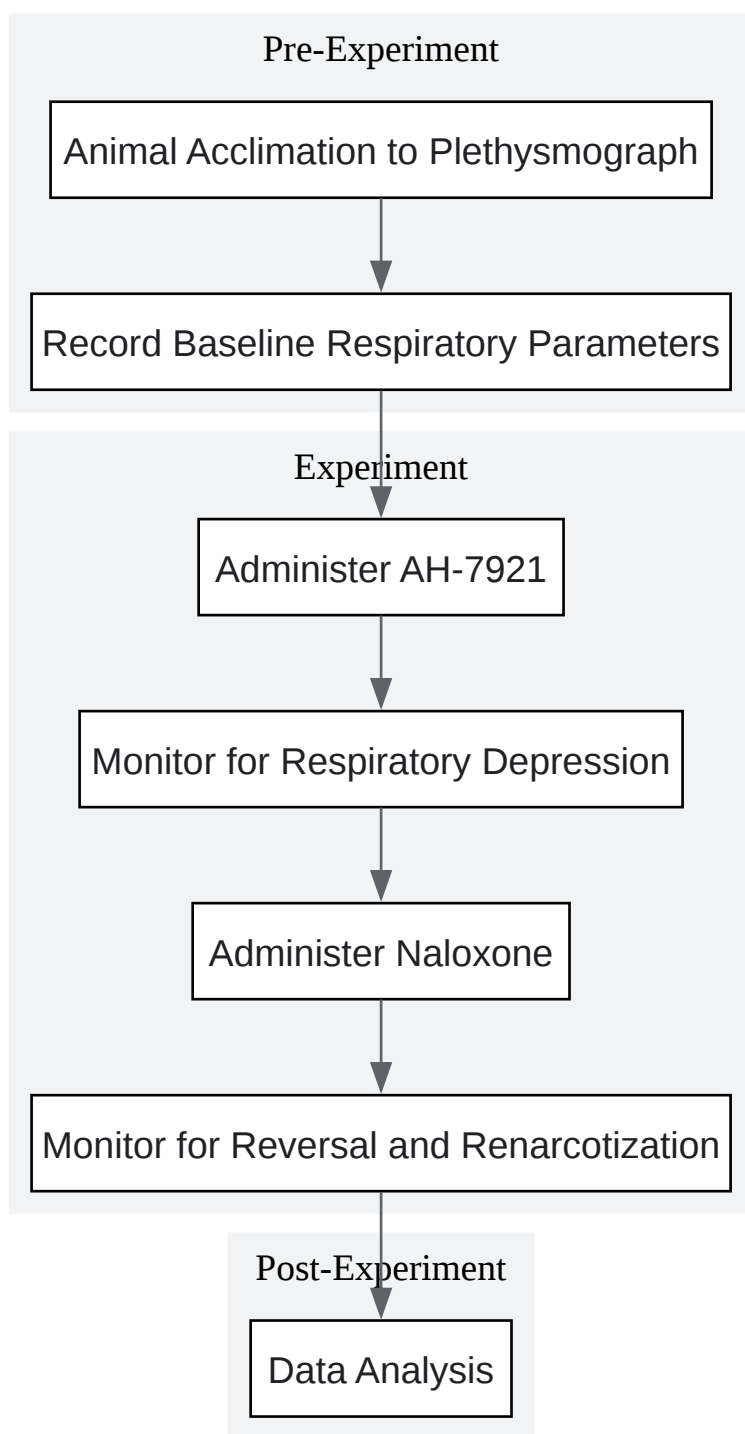 Pre-Experiment
Animal Acclimation to Plethysmograph
Record Baseline Respiratory Parameters
Experiment
Administer AH-7921
Monitor for Respiratory Depression
Administer Naloxone
Monitor for Reversal and Renarcotization
Post-Experiment
Data Analysis